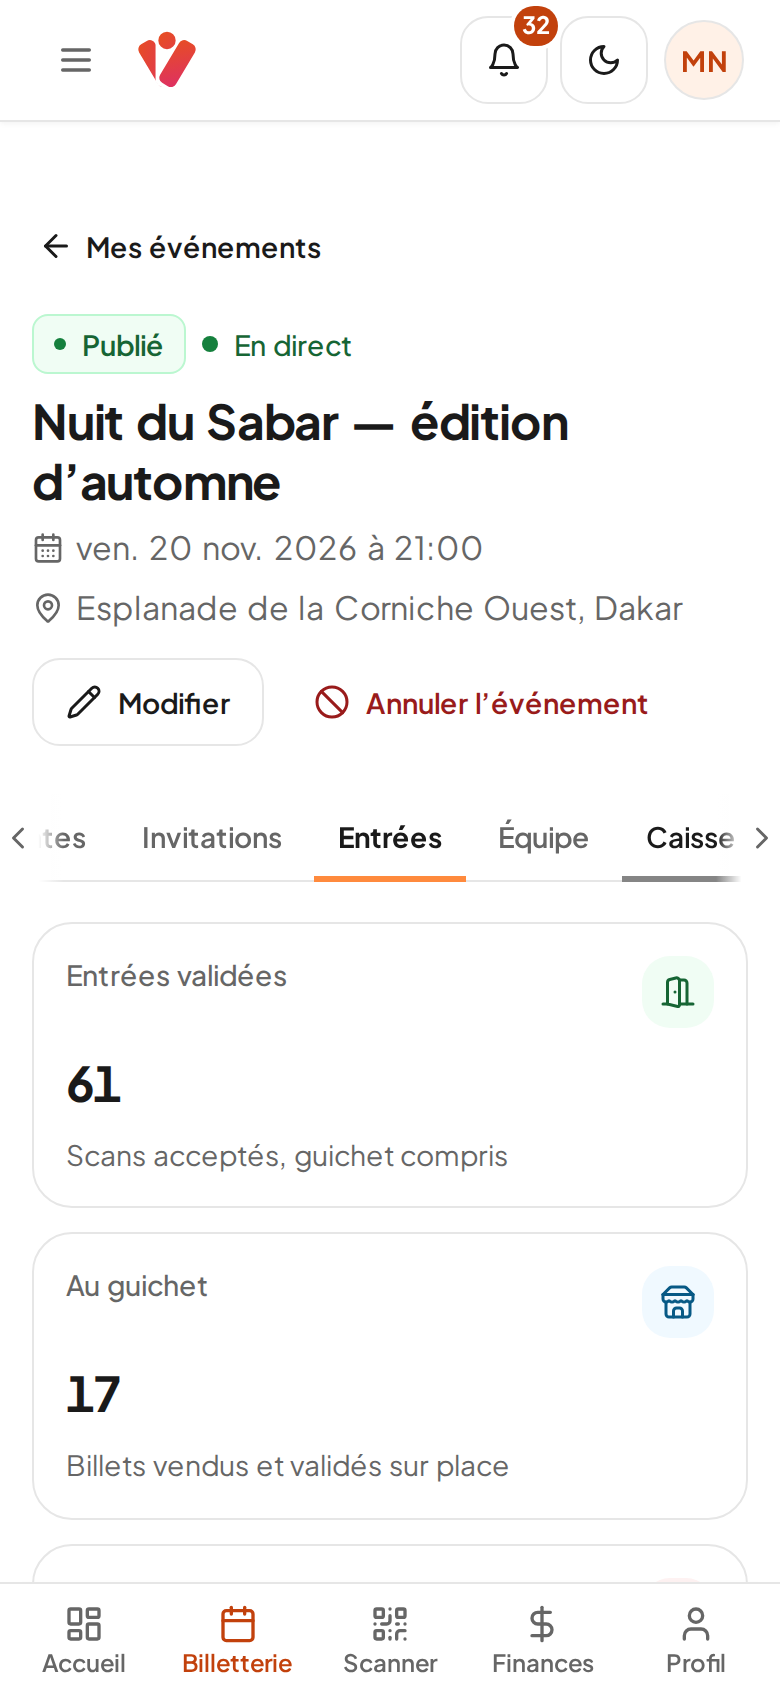 32
MN
Mes événements
Publié
En direct
Nuit du Sabar — édition
d’automne
ven. 20 nov. 2026 à 21:00
Esplanade de la Corniche Ouest, Dakar
Modifier
Annuler l’événement
tes
Invitations
Entrées
Équipe
Caisse
Entrées validées
61
Scans acceptés, guichet compris
Au guichet
17
Billets vendus et validés sur place
Accueil
Billetterie
Scanner
Finances
Profil